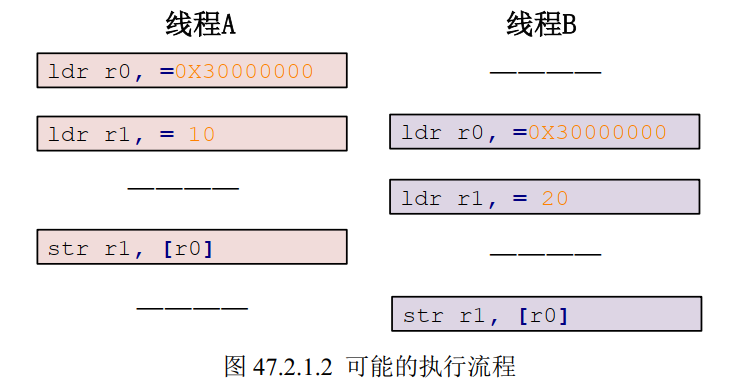 线程A
线程B
ldr r0, =0X30000000
————
ldr r1, = 10
ldr r0, =0X30000000
————
ldr r1, = 20
str r1, [r0]
————
————
str r1, [r0]
图 47.2.1.2 可能的执行流程